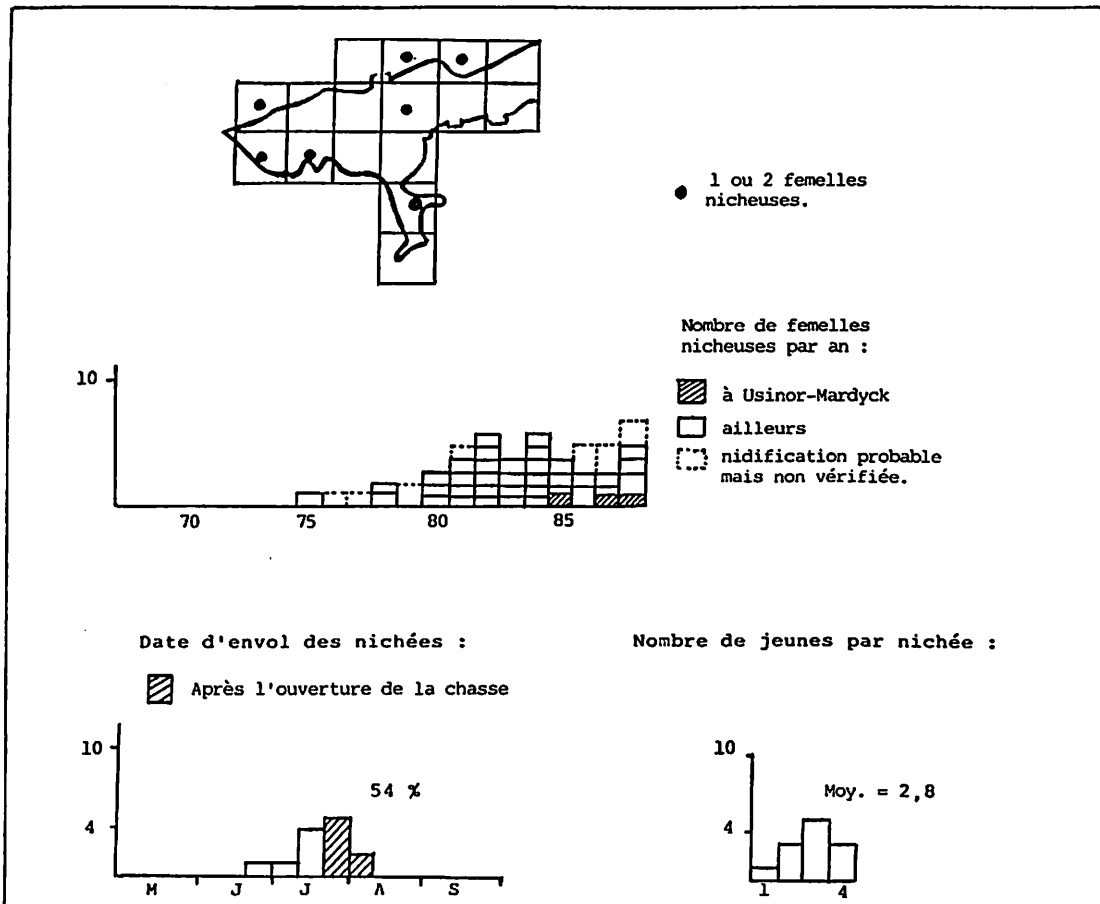 1 ou 2 femelles
nicheuses.
Nombre de femelles
nicheuses par an :
à Usinor-Mardyck
ailleurs
nidification probable
mais non vérifiée.
10
70 75 80 85
Date d'envol des nichées :
Après l'ouverture de la chasse
10
4
54 %
M J J A S
Nombre de jeunes par nichée :
10
4
Moy. = 2,8
1 4